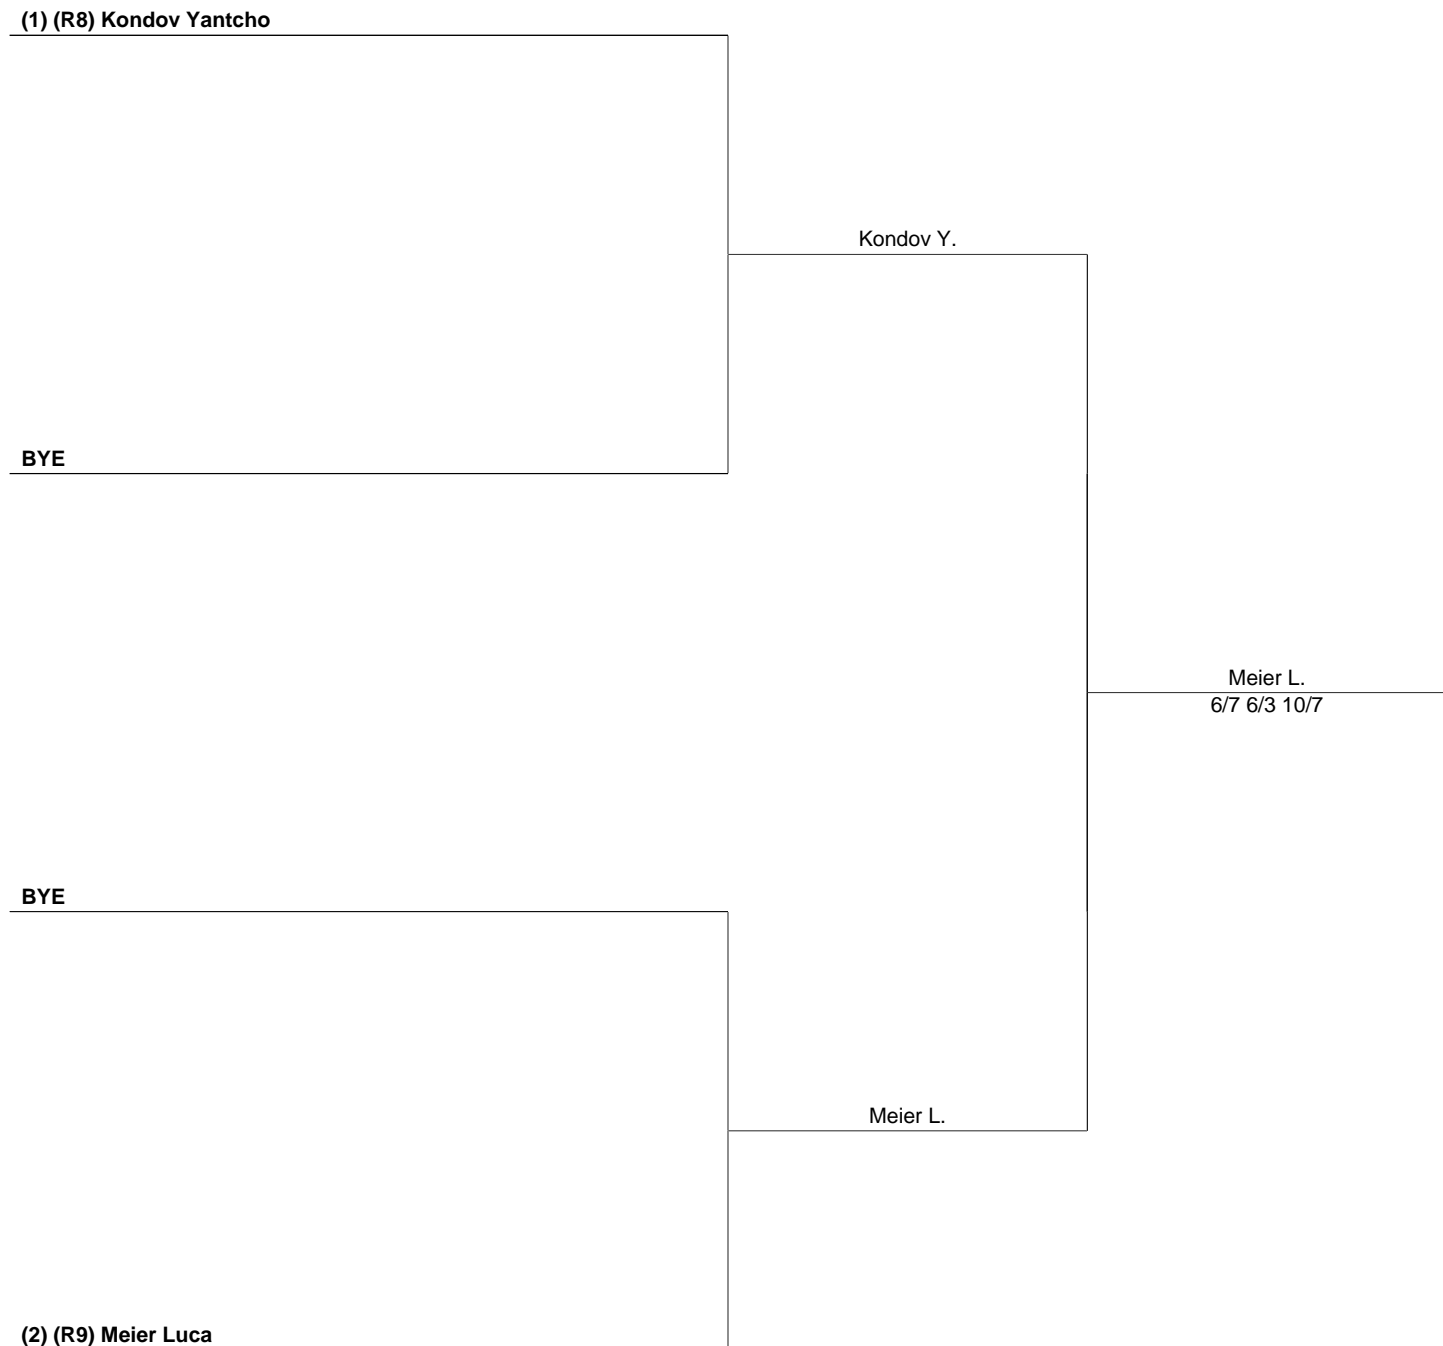 (1) (R8) Kondov Yantcho
Kondov Y.
BYE
Meier L.
6/7 6/3 10/7
BYE
Meier L.
(2) (R9) Meier Luca